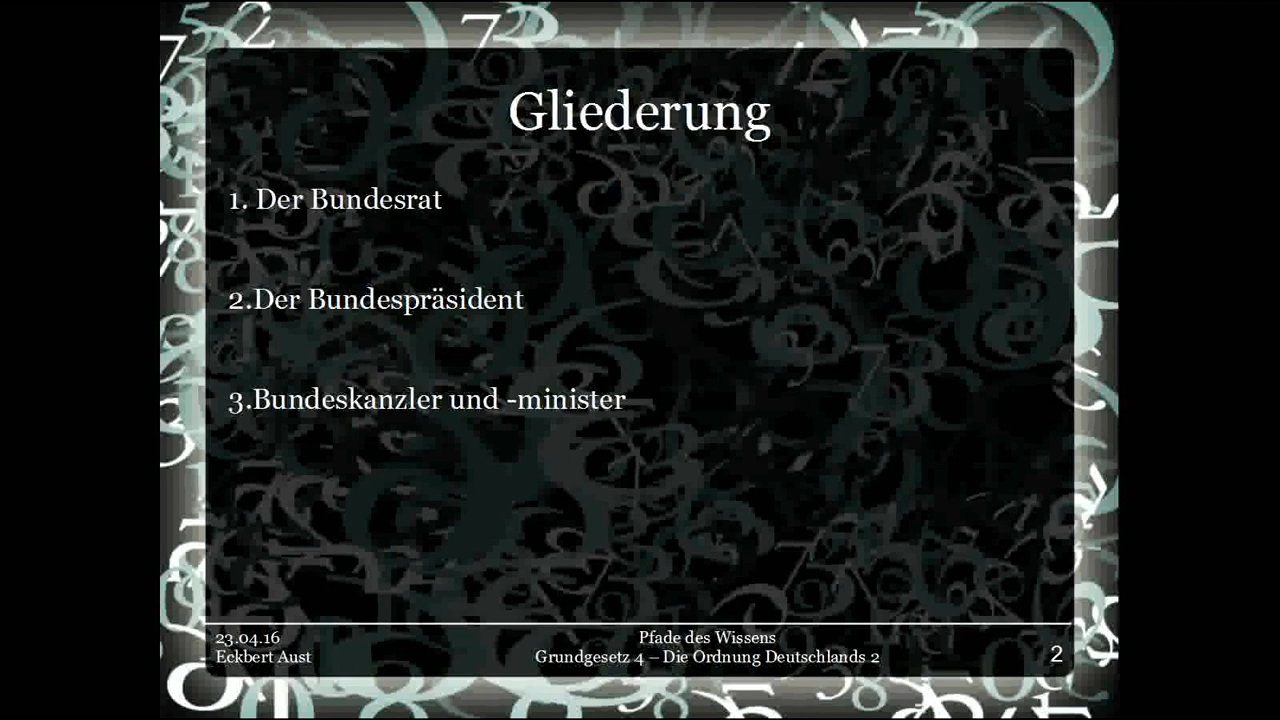 Gliederung
1. Der Bundesrat
2.Der Bundespräsident
3.Bundeskanzler und -minister
23.04.16
Eckbert Aust
Pfade des Wissens
Grundgesetz 4 – Die Ordnung Deutschlands 2
2